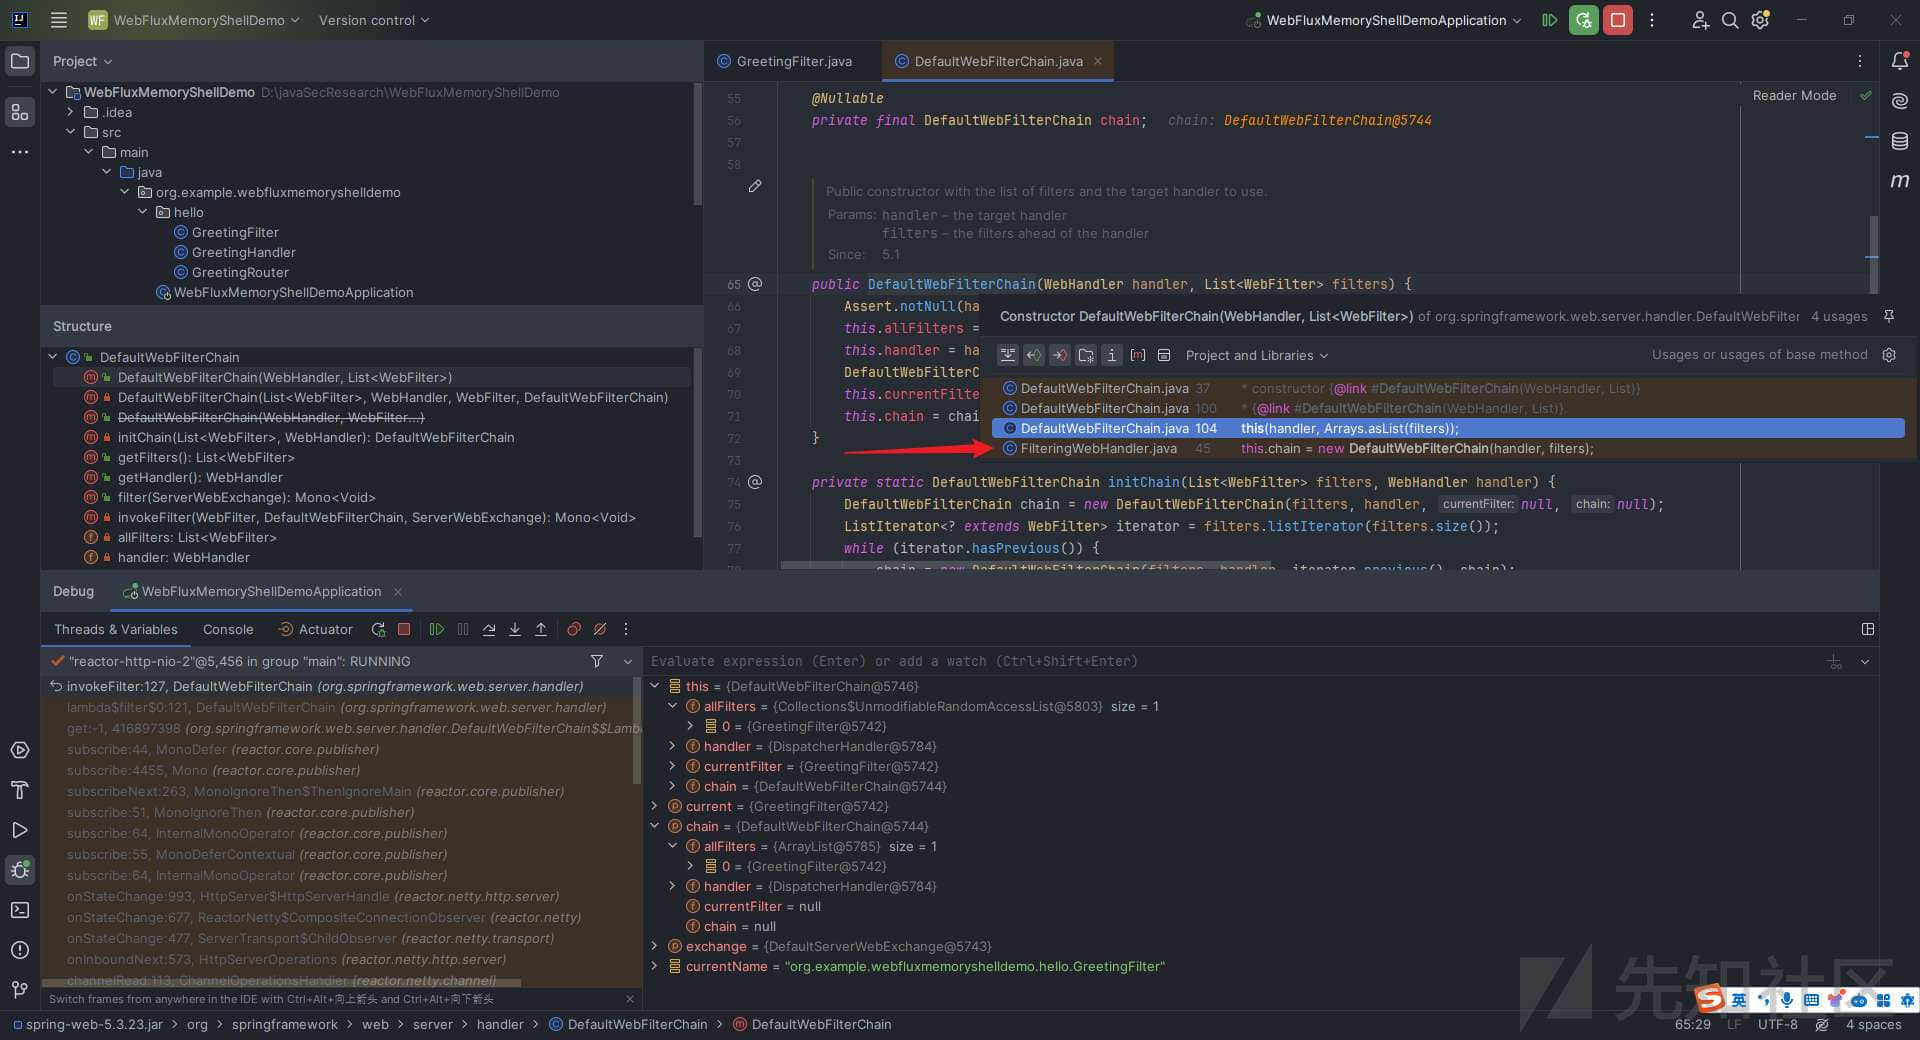 WF WebFluxMemoryShellDemo Version control
WebFluxMemoryShellDemoApplication
Project
WebFluxMemoryShellDemo D:\javaSecResearch\WebFluxMemoryShellDemo
.idea
src
main
java
org.example.webfluxmemoryshelldemo
hello
GreetingFilter
GreetingHandler
GreetingRouter
WebFluxMemoryShellDemoApplication
Structure
DefaultWebFilterChain
DefaultWebFilterChain(WebHandler, List<WebFilter>)
DefaultWebFilterChain(List<WebFilter>, WebHandler, WebFilter, DefaultWebFilterChain)
DefaultWebFilterChain(WebHandler, WebFilter...)
initChain(List<WebFilter>, WebHandler): DefaultWebFilterChain
getFilters(): List<WebFilter>
getHandler(): WebHandler
filter(ServerWebExchange): Mono<Void>
invokeFilter(WebFilter, DefaultWebFilterChain, ServerWebExchange): Mono<Void>
allFilters: List<WebFilter>
handler: WebHandler
GreetingFilter.java
DefaultWebFilterChain.java
Reader Mode
55 @Nullable
56 private final DefaultWebFilterChain chain; chain: DefaultWebFilterChain@5744
57
58
Public constructor with the list of filters and the target handler to use.
Params: handler – the target handler
filters – the filters ahead of the handler
Since: 5.1
65 public DefaultWebFilterChain(WebHandler handler, List<WebFilter> filters) {
66 Assert.notNull(ha
67 this.allFilters =
68 this.handler = ha
69 DefaultWebFilterC
70 this.currentFilte
71 this.chain = chai
72 }
73
74 private static DefaultWebFilterChain initChain(List<WebFilter> filters, WebHandler handler) {
75 DefaultWebFilterChain chain = new DefaultWebFilterChain(filters, handler, currentFilter: null, chain: null);
76 ListIterator<? extends WebFilter> iterator = filters.listIterator(filters.size());
77 while (iterator.hasPrevious()) {
chain = new DefaultWebFilterChain(filters, handler, iterator.previous(), chain);
Constructor DefaultWebFilterChain(WebHandler, List<WebFilter>) of org.springframework.web.server.handler.DefaultWebFilter 4 usages
Project and Libraries
Usages or usages of base method
DefaultWebFilterChain.java 37 * constructor {@link #DefaultWebFilterChain(WebHandler, List)}
DefaultWebFilterChain.java 100 * {@link #DefaultWebFilterChain(WebHandler, List)}.
DefaultWebFilterChain.java 104 this(handler, Arrays.asList(filters));
FilteringWebHandler.java 45 this.chain = new DefaultWebFilterChain(handler, filters);
Debug WebFluxMemoryShellDemoApplication
Threads & Variables Console Actuator
"reactor-http-nio-2"@5,456 in group "main": RUNNING
invokeFilter:127, DefaultWebFilterChain (org.springframework.web.server.handler)
lambda$filter$0:121, DefaultWebFilterChain (org.springframework.web.server.handler)
get:-1, 416897398 (org.springframework.web.server.handler.DefaultWebFilterChain$$Lamb
subscribe:44, MonoDefer (reactor.core.publisher)
subscribe:4455, Mono (reactor.core.publisher)
subscribeNext:263, MonoIgnoreThen$ThenIgnoreMain (reactor.core.publisher)
subscribe:51, MonoIgnoreThen (reactor.core.publisher)
subscribe:64, InternalMonoOperator (reactor.core.publisher)
subscribe:55, MonoDeferContextual (reactor.core.publisher)
subscribe:64, InternalMonoOperator (reactor.core.publisher)
onStateChange:993, HttpServer$HttpServerHandle (reactor.netty.http.server)
onStateChange:677, ReactorNetty$CompositeConnectionObserver (reactor.netty)
onStateChange:477, ServerTransport$ChildObserver (reactor.netty.transport)
onInboundNext:573, HttpServerOperations (reactor.netty.http.server)
channelRead:113, ChannelOperationsHandler (reactor.netty.channel)
Switch frames from anywhere in the IDE with Ctrl+Alt+向上箭头 and Ctrl+Alt+向下箭头
Evaluate expression (Enter) or add a watch (Ctrl+Shift+Enter)
this = {DefaultWebFilterChain@5746}
allFilters = {Collections$UnmodifiableRandomAccessList@5803} size = 1
0 = {GreetingFilter@5742}
handler = {DispatcherHandler@5784}
currentFilter = {GreetingFilter@5742}
chain = {DefaultWebFilterChain@5744}
current = {GreetingFilter@5742}
chain = {DefaultWebFilterChain@5744}
allFilters = {ArrayList@5785} size = 1
0 = {GreetingFilter@5742}
handler = {DispatcherHandler@5784}
currentFilter = null
chain = null
exchange = {DefaultServerWebExchange@5743}
currentName = "org.example.webfluxmemoryshelldemo.hello.GreetingFilter"
先知社区
英
spring-web-5.3.23.jar > org > springframework > web > server > handler > DefaultWebFilterChain > DefaultWebFilterChain
65:29 LF UTF-8 4 spaces